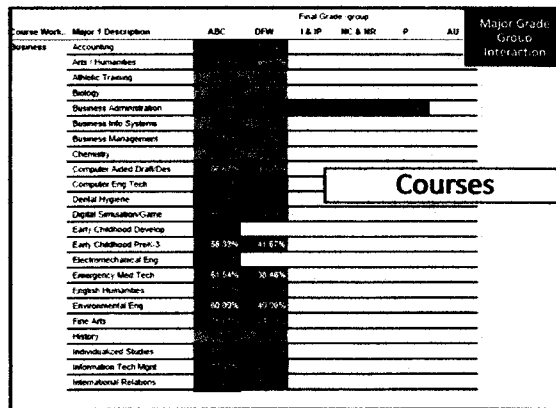 Final Grade -group
Course Work.. Major 1 Description ABC DFW I & IP NC & NR P AU
Major Grade
Group
Interaction
Business Accounting
Arts / Humanities
Athletic Training
Biology
Business Administration
Business Info Systems
Business Management
Chemistry
Computer Aided Draft/Des
Computer Eng Tech
Courses
Dental Hygiene
Digital Simulation/Game
Early Childhood Develop
Early Childhood PreK-3 58.33% 41.67%
Electromechanical Eng
Emergency Med Tech 61.54% 38.46%
English Humanities
Environmental Eng 60.00% 40.00%
Fine Arts
History
Individualized Studies
Information Tech Mgnt
International Relations